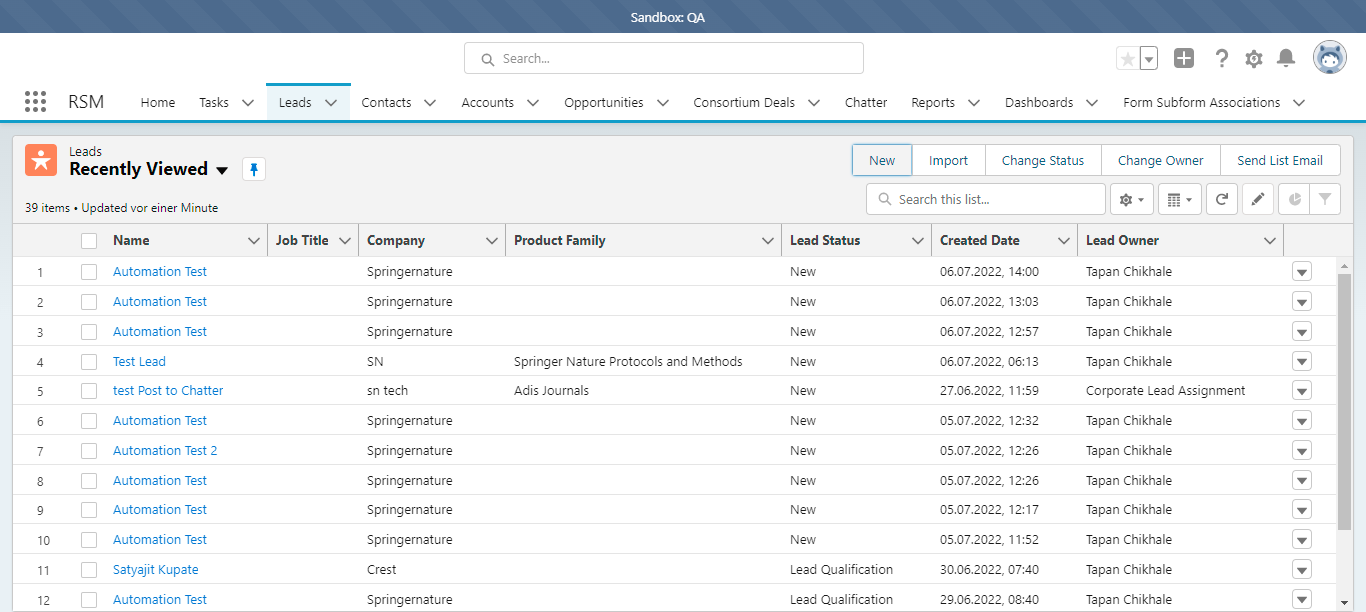 Sandbox: QA
Search...
RSM Home Tasks Leads Contacts Accounts Opportunities Consortium Deals Chatter Reports Dashboards Form Subform Associations
Leads
Recently Viewed
New Import Change Status Change Owner Send List Email
39 items • Updated vor einer Minute
Search this list...
Name Job Title Company Product Family Lead Status Created Date Lead Owner
1 Automation Test Springernature New 06.07.2022, 14:00 Tapan Chikhale
2 Automation Test Springernature New 06.07.2022, 13:03 Tapan Chikhale
3 Automation Test Springernature New 06.07.2022, 12:57 Tapan Chikhale
4 Test Lead SN Springer Nature Protocols and Methods New 06.07.2022, 06:13 Tapan Chikhale
5 test Post to Chatter sn tech Adis Journals New 27.06.2022, 11:59 Corporate Lead Assignment
6 Automation Test Springernature New 05.07.2022, 12:32 Tapan Chikhale
7 Automation Test 2 Springernature New 05.07.2022, 12:26 Tapan Chikhale
8 Automation Test Springernature New 05.07.2022, 12:26 Tapan Chikhale
9 Automation Test Springernature New 05.07.2022, 12:17 Tapan Chikhale
10 Automation Test Springernature New 05.07.2022, 11:52 Tapan Chikhale
11 Satyajit Kupate Crest Lead Qualification 30.06.2022, 07:40 Tapan Chikhale
12 Automation Test Springernature Lead Qualification 29.06.2022, 08:40 Tapan Chikhale